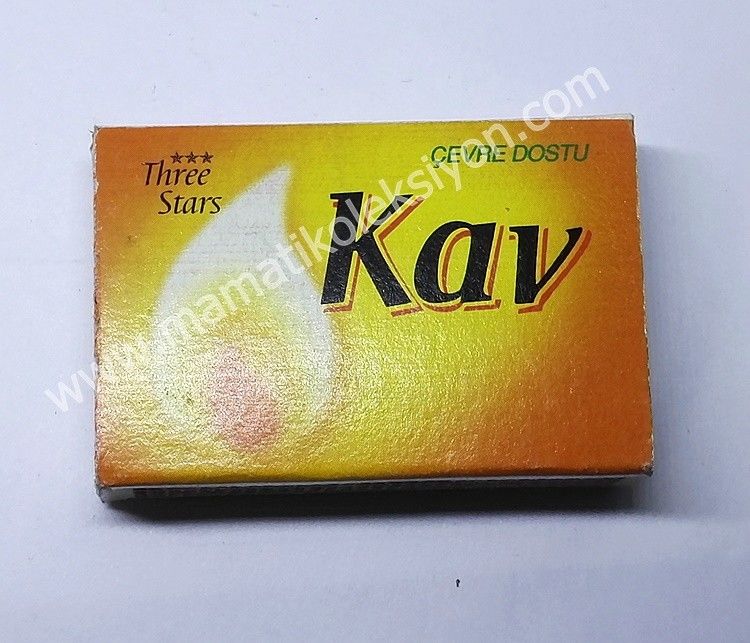 ★★★
Three
Stars
ÇEVRE DOSTU
Kav
www.mamatikoleksiyon.com